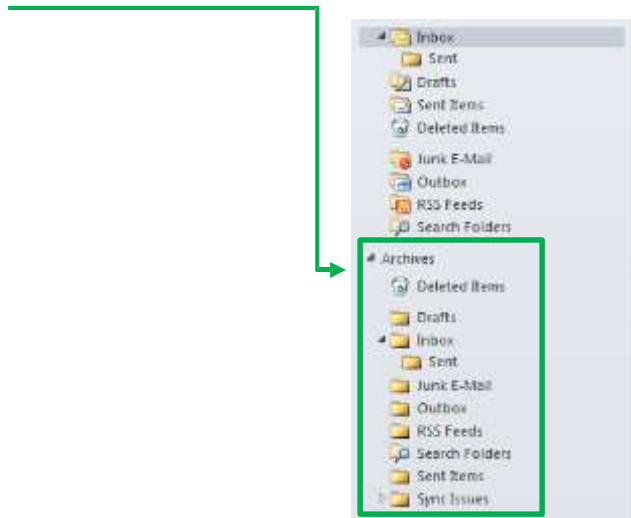 Inbox
Sent
Drafts
Sent Items
Deleted Items
Junk E-Mail
Outbox
RSS Feeds
Search Folders
Archives
Deleted Items
Drafts
Inbox
Sent
Junk E-Mail
Outbox
RSS Feeds
Search Folders
Sent Items
Sync Issues